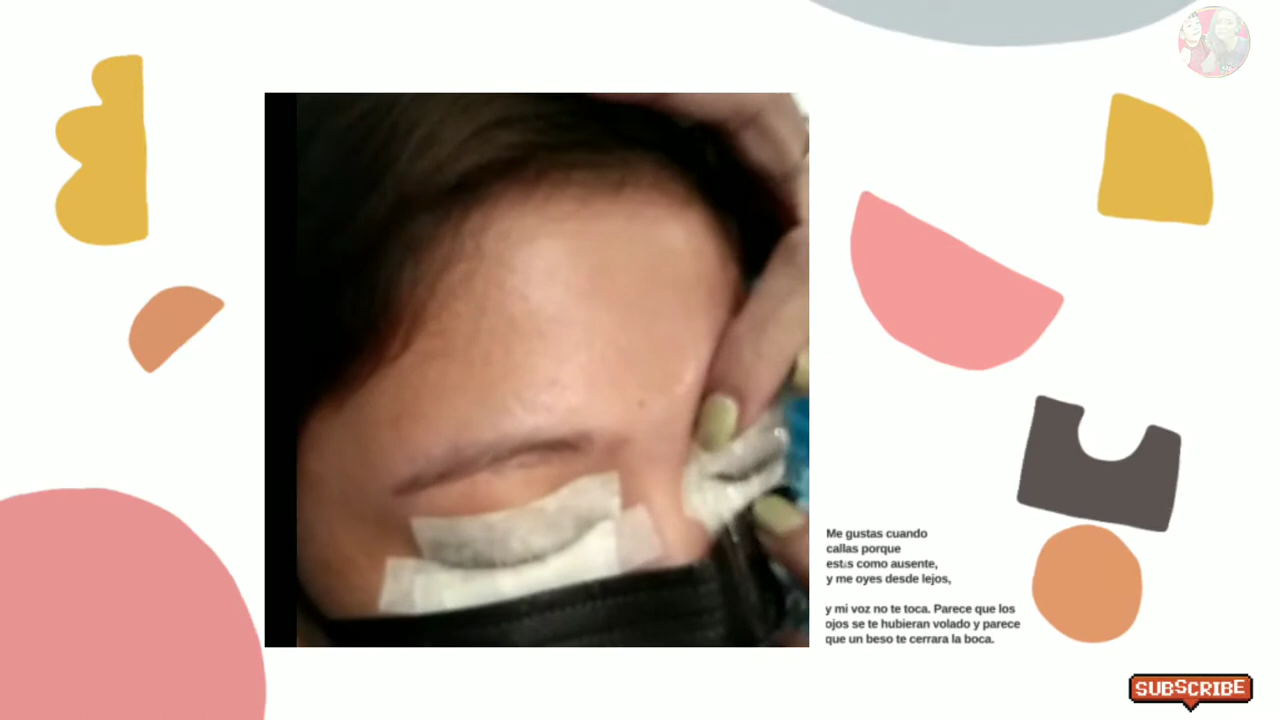 Me gustas cuando
callas porque
estás como ausente,
y me oyes desde lejos,
y mi voz no te toca. Parece que los
ojos se te hubieran volado y parece
que un beso te cerrara la boca.
SUBSCRIBE